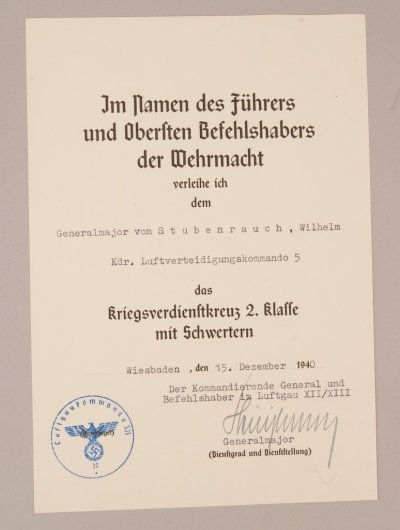 Im Namen des Führers
und Obersten Befehlshabers
der Wehrmacht
verleihe ich
dem
Generalmajor von S t u b e n r a u c h , Wilhelm
Kdr. Luftverteidigungskommando 5
das
Kriegsverdienstkreuz 2. Klasse
mit Schwertern
Wiesbaden , den 15. Dezember 1940
Der Kommandierende General und
Befehlshaber im Luftgau XII/XIII
Generalmajor
(Dienstgrad und Dienststellung)
Luftgaukommando XII